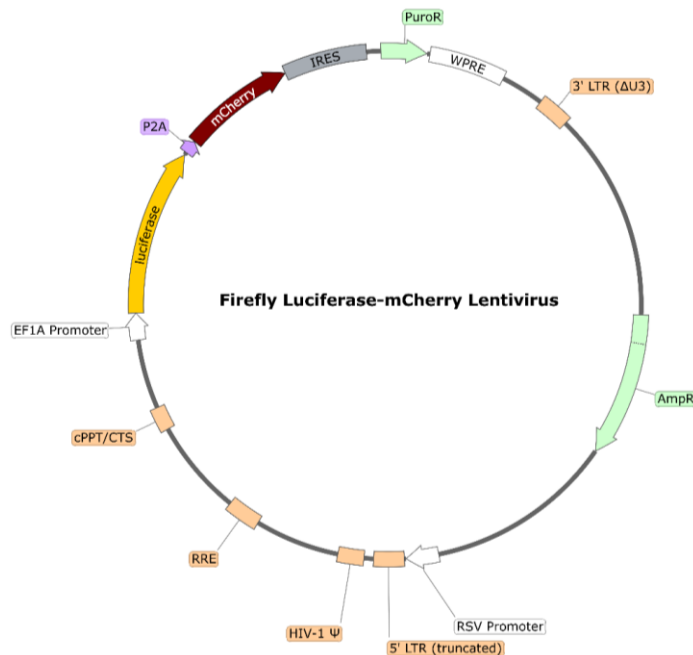 PuroR
IRES
WPRE
mCherry
3' LTR (ΔU3)
P2A
luciferase
Firefly Luciferase-mCherry Lentivirus
EF1A Promoter
AmpR
cPPT/CTS
RRE
RSV Promoter
HIV-1 Ψ
5' LTR (truncated)